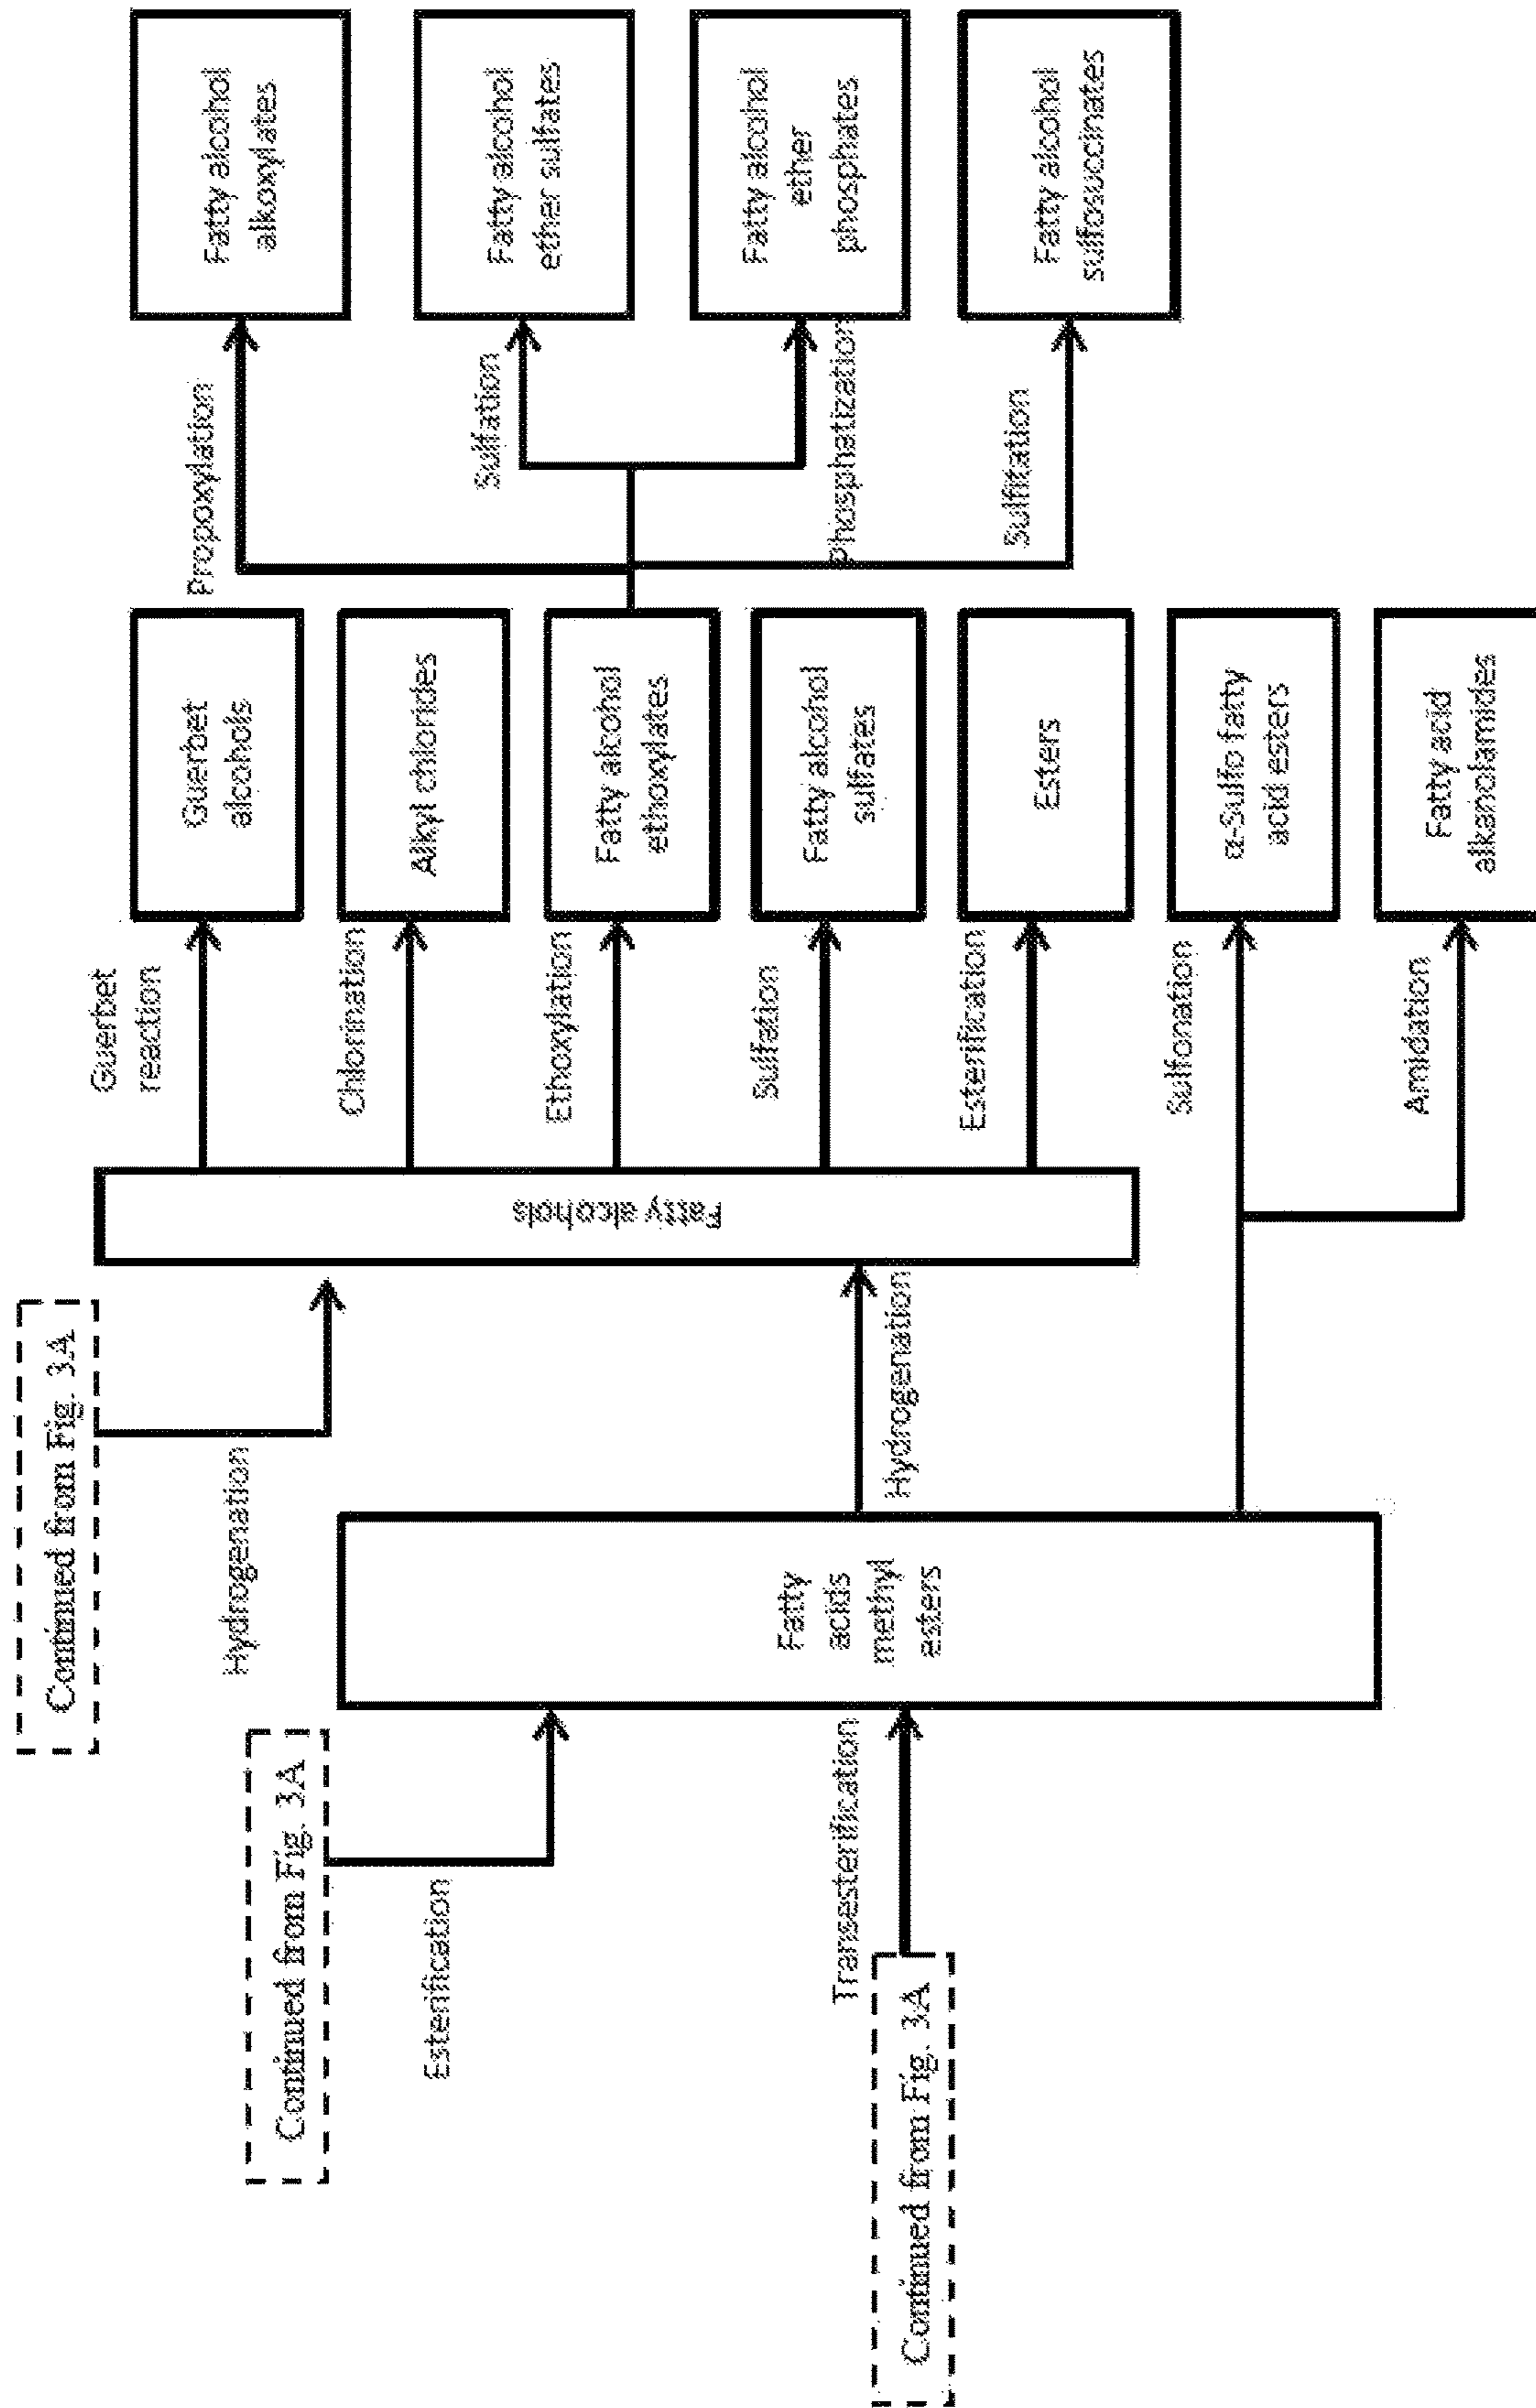 Continued from Fig. 3A
Hydrogenation
Continued from Fig. 3A
Esterification
Transesterification
Continued from Fig. 3A
Fatty
acids
methyl
esters
Hydrogenation
Fatty alcohols
Guerbet
reaction
Chlorination
Ethoxylation
Sulfation
Esterification
Sulfonation
Amidation
Guerbet
alcohols
Alkyl chlorides
Fatty alcohol
ethoxylates
Fatty alcohol
sulfates
Esters
α-Sulfo fatty
acid esters
Fatty acid
alkanolamides
Propoxylation
Sulfation
Phosphatization
Sulfitation
Fatty alcohol
alkoxylates
Fatty alcohol
ether sulfates
Fatty alcohol
ether
phosphates
Fatty alcohol
sulfosuccinates